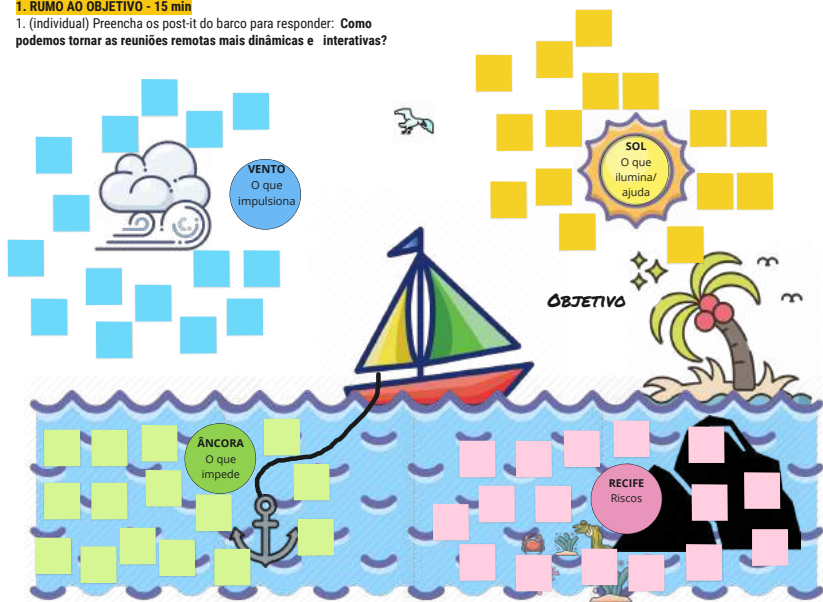 1. RUMO AO OBJETIVO - 15 min
1. (individual) Preencha os post-it do barco para responder: Como
podemos tornar as reuniões remotas mais dinâmicas e interativas?
VENTO
O que
impulsiona
SOL
O que
ilumina/
ajuda
OBJETIVO
ÂNCORA
O que
impede
RECIFE
Riscos